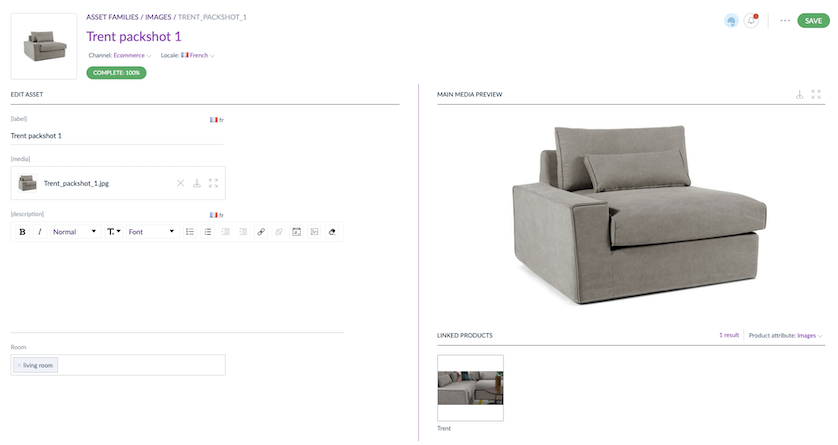 ASSET FAMILIES / IMAGES / TRENT_PACKSHOT_1
SAVE
Trent packshot 1
Channel: Ecommerce Locale: French
COMPLETE: 100%
EDIT ASSET
[label] fr
Trent packshot 1
[media]
Trent_packshot_1.jpg
[description] fr
B I Normal T. Font
Room
× living room
MAIN MEDIA PREVIEW
LINKED PRODUCTS 1 result Product attribute: Images
Trent